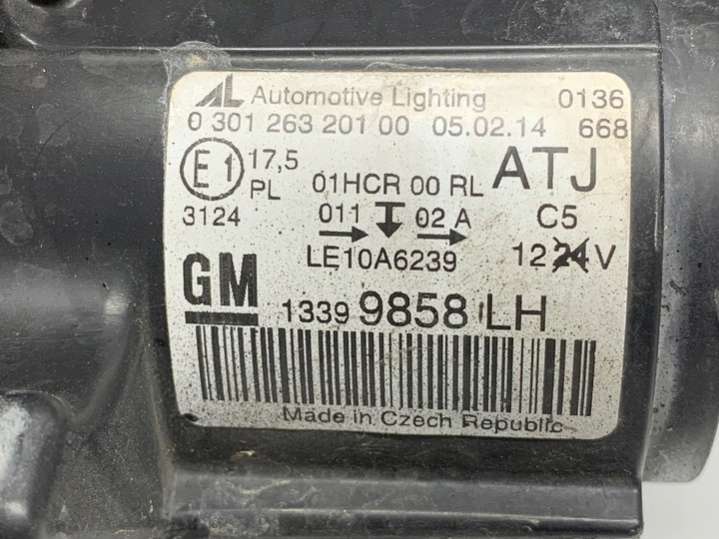 AL Automotive Lighting 0136
0 301 263 201 00 05.02.14 668
E1 17,5 01HCR 00 RL ATJ
PL
3124 011 02 A C5
LE10A6239 12 24 V
GM 1339 9858 LH
Made in Czech Republic